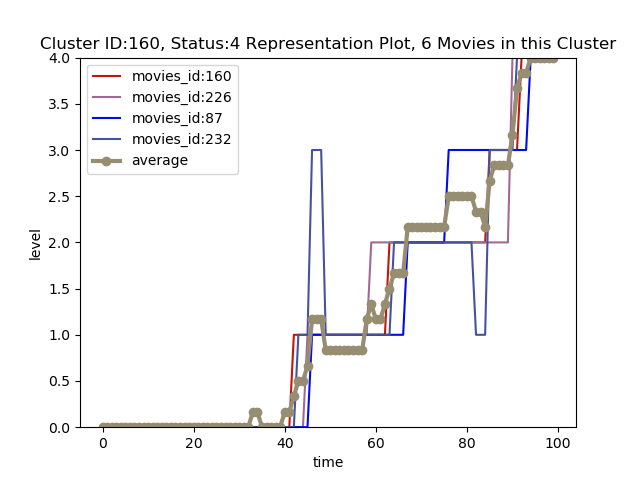 Cluster ID:160, Status:4 Representation Plot, 6 Movies in this Cluster
4.0
3.5
3.0
2.5
2.0
1.5
1.0
0.5
0.0
level
movies_id:160
movies_id:226
movies_id:87
movies_id:232
average
0 20 40 60 80 100
time